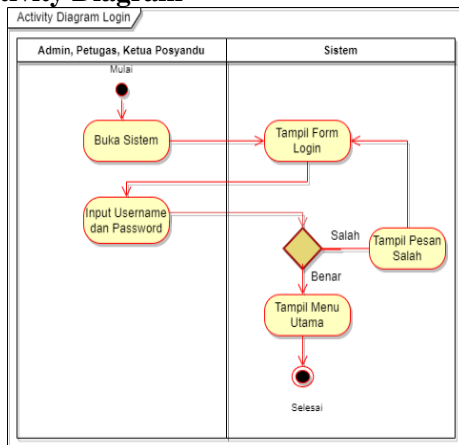 tivity Diagram
Activity Diagram Login
Admin, Petugas, Ketua Posyandu
Sistem
Mulai
Buka Sistem
Tampil Form
Login
Input Username
dan Password
Salah
Tampil Pesan
Salah
Benar
Tampil Menu
Utama
Selesai